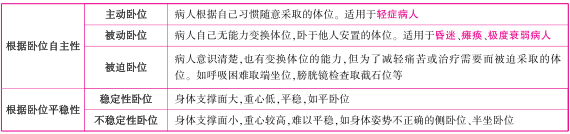 根据卧位自主性
主动卧位
病人根据自己习惯随意采取的体位。适用于轻症病人
被动卧位
病人自己无能力变换体位,卧于他人安置的体位。适用于昏迷、瘫痪、极度衰弱病人
被迫卧位
病人意识清楚,也有变换体位的能力,但为了减轻痛苦或治疗需要而被迫采取的体
位。如呼吸困难取端坐位,膀胱镜检查取截石位等
根据卧位平稳性
稳定性卧位
身体支撑面大,重心低,平稳,如平卧位
不稳定性卧位
身体支撑面小,重心较高,难以平稳,如身体姿势不正确的侧卧位、半坐卧位